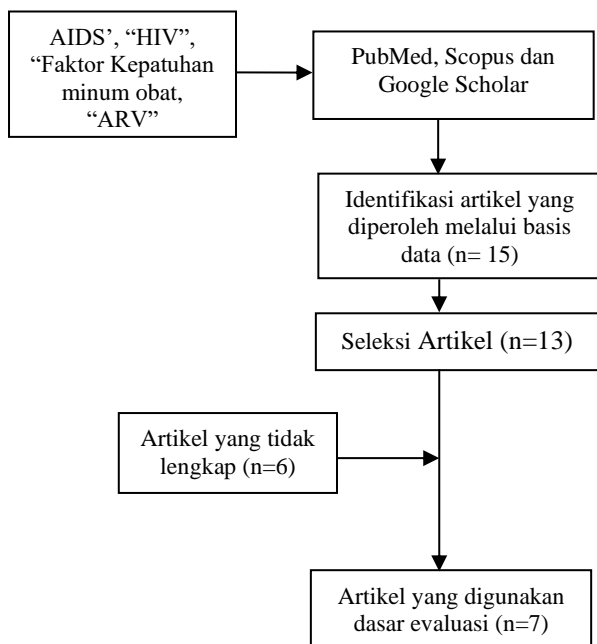 AIDS’, “HIV”,
“Faktor Kepatuhan
minum obat,
“ARV”
PubMed, Scopus dan
Google Scholar
Identifikasi artikel yang
diperoleh melalui basis
data (n= 15)
Seleksi Artikel (n=13)
Artikel yang tidak
lengkap (n=6)
Artikel yang digunakan
dasar evaluasi (n=7)